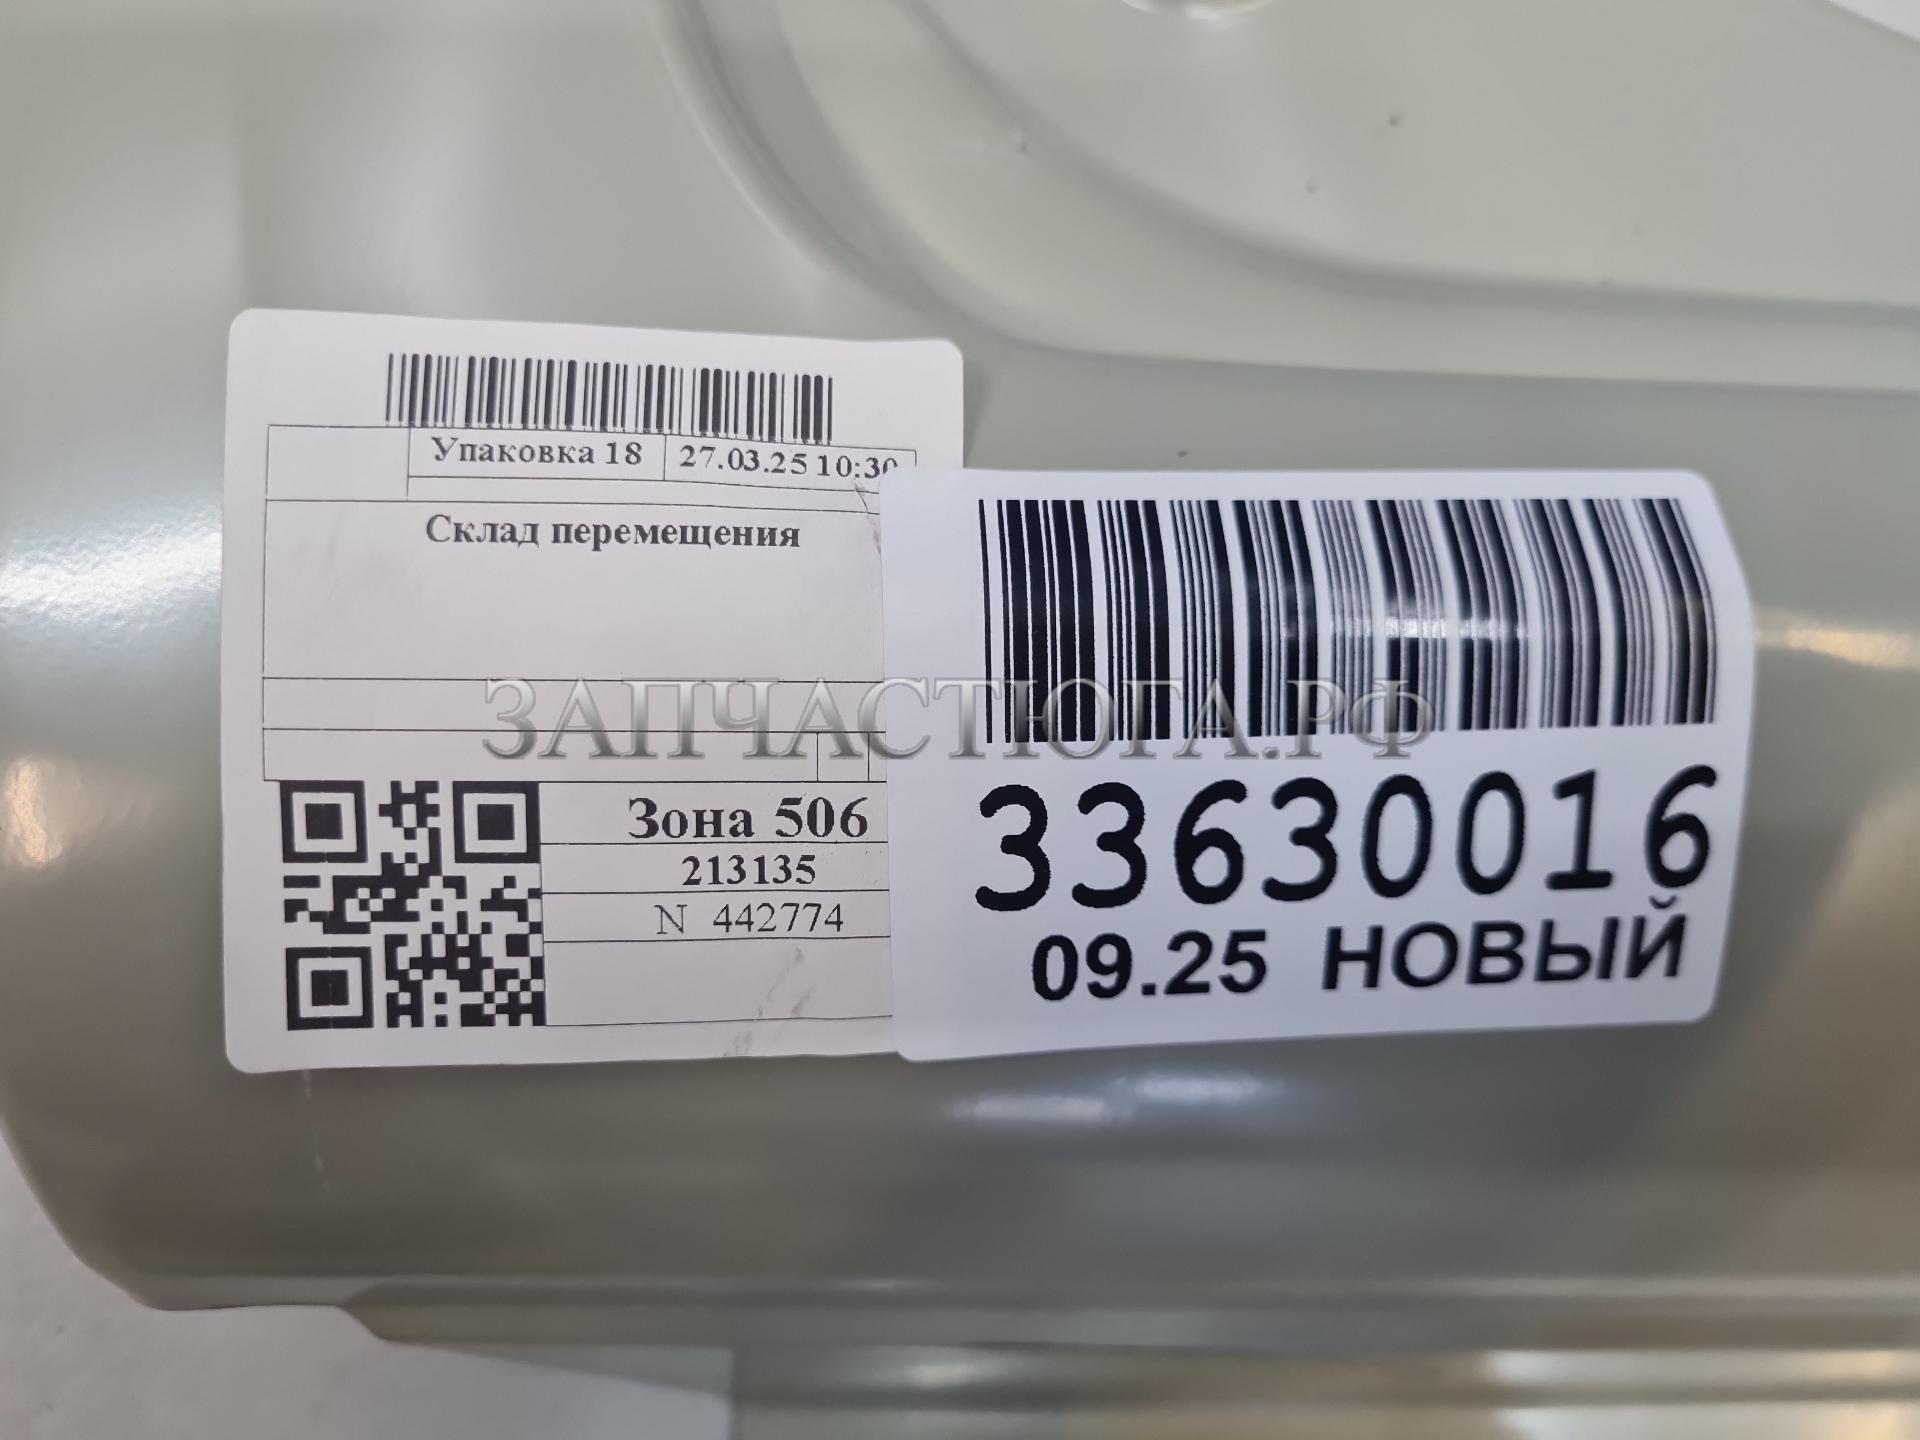 Упаковка 18 27.03.25 10:30
Склад перемещения
ЗАПЧАСТЮГА.РФ
Зона 506
213135
N 442774
33630016
09.25 НОВЫЙ